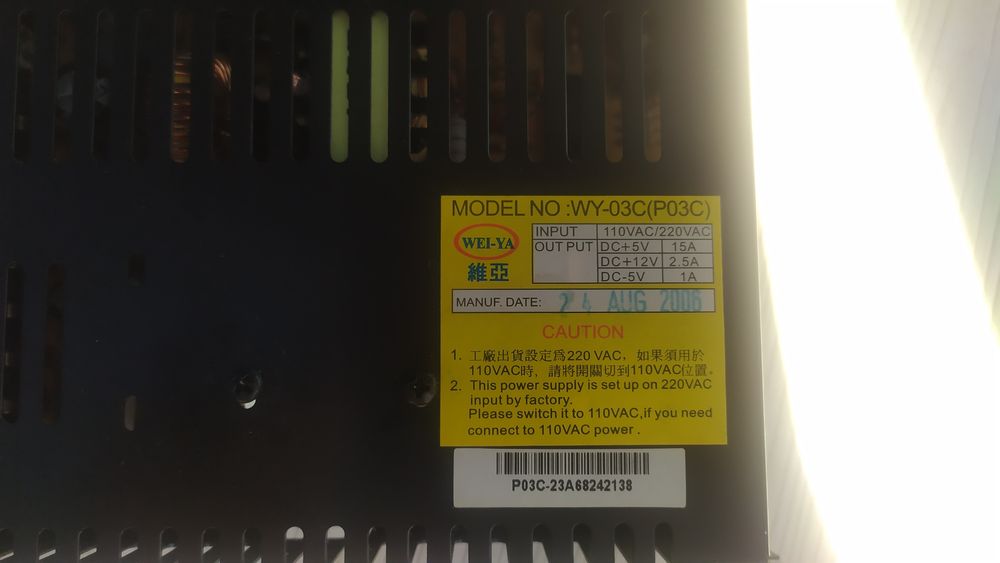 MODEL NO :WY-03C(P03C)
WEI-YA
維亞
INPUT 110VAC/220VAC
OUTPUT DC+5V 15A
DC+12V 2.5A
DC-5V 1A
MANUF. DATE: 24 AUG 2006
CAUTION
1. 工廠出貨設定爲220 VAC, 如果須用於
110VAC時, 請將開關切到110VAC位置。
2. This power supply is set up on 220VAC
input by factory.
Please switch it to 110VAC,if you need
connect to 110VAC power .
P03C-23A68242138